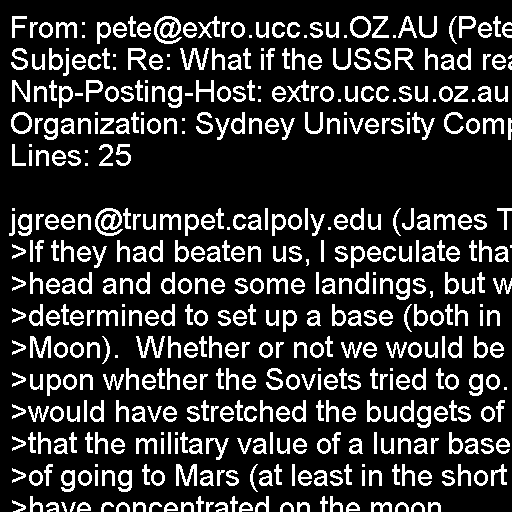 From: pete@extro.ucc.su.OZ.AU (Pete
Subject: Re: What if the USSR had rea
Nntp-Posting-Host: extro.ucc.su.oz.au
Organization: Sydney University Comp
Lines: 25

jgreen@trumpet.calpoly.edu (James T
>If they had beaten us, I speculate that
>head and done some landings, but w
>determined to set up a base (both in
>Moon).  Whether or not we would be
>upon whether the Soviets tried to go.
>would have stretched the budgets of
>that the military value of a lunar base
>of going to Mars (at least in the short
>have concentrated on the moon